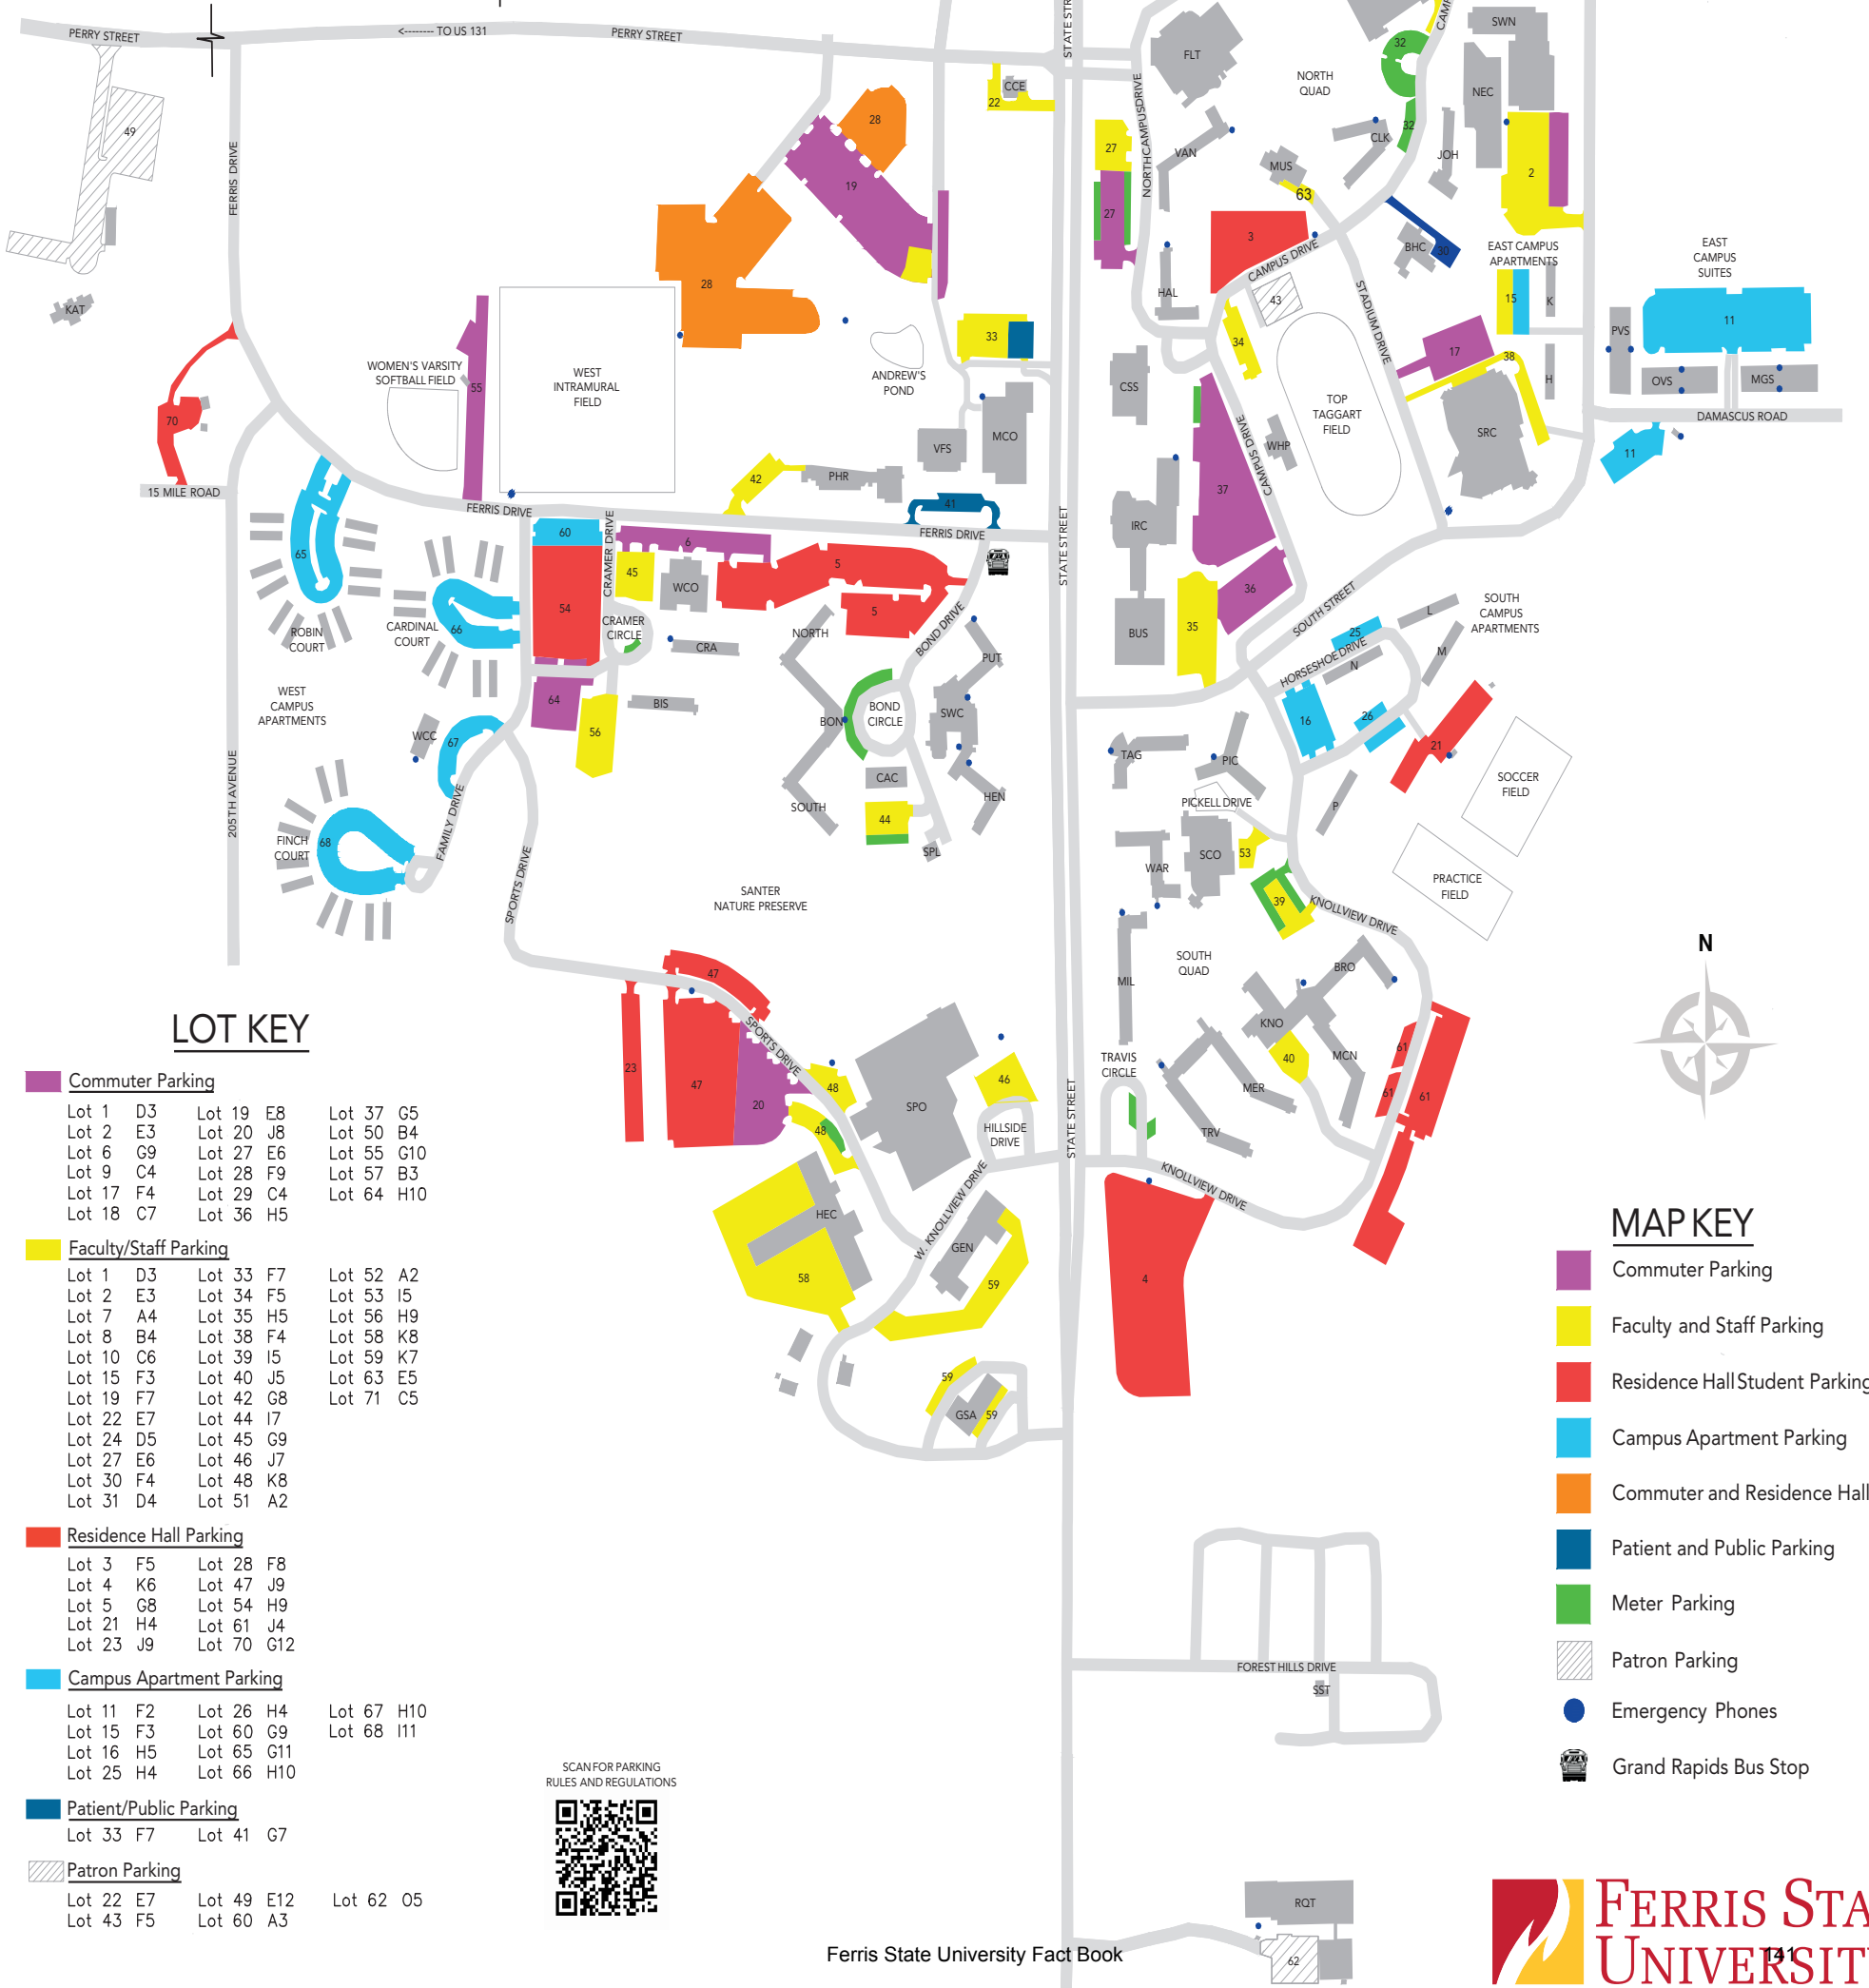 STATE STR
CAMP
SWN
PERRY STREET
<-------- TO US 131
PERRY STREET
FLT
32
NORTH
QUAD
CCE
NEC
22
28
49
NORTHCAMPUSDRIVE
32
CLK
27
VAN
JOH
MUS
2
FERRIS DRIVE
19
63
27
3
BHC
30
EAST CAMPUS
APARTMENTS
EAST
CAMPUS
SUITES
CAMPUS DRIVE
28
HAL
43
STADIUM DRIVE
15
K
KAT
11
PVS
33
34
17
38
WOMEN'S VARSITY
SOFTBALL FIELD
WEST
INTRAMURAL
FIELD
ANDREW'S
POND
55
CSS
H
OVS
MGS
TOP
TAGGART
FIELD
DAMASCUS ROAD
70
CAMPUS DRIVE
VFS
MCO
WHP
SRC
11
15 MILE ROAD
42
PHR
37
FERRIS DRIVE
41
IRC
60
CRAMER DRIVE
6
FERRIS DRIVE
STATE STREET
65
45
WCO
5
54
36
SOUTH STREET
SOUTH
CAMPUS
APARTMENTS
ROBIN
COURT
CARDINAL
COURT
66
CRAMER
CIRCLE
NORTH
5
BOND DRIVE
BUS
35
25
L
CRA
PUT
HORSESHOE DRIVE
N
M
WEST
CAMPUS
APARTMENTS
64
BIS
BON
BOND
CIRCLE
SWC
16
26
56
WCC
67
TAG
PIC
21
CAC
SOCCER
FIELD
205TH AVENUE
SOUTH
HEN
PICKELL DRIVE
P
FINCH
COURT
68
FAMILY DRIVE
44
SPL
SCO
53
WAR
SPORTS DRIVE
SANTER
NATURE PRESERVE
PRACTICE
FIELD
39
KNOLLVIEW DRIVE
N
SOUTH
QUAD
47
MIL
BRO
SPORTS DRIVE
KNO
23
47
TRAVIS
CIRCLE
40
MCN
61
48
46
MER
61
61
20
SPO
48
HILLSIDE
DRIVE
STATE STREET
TRV
KNOLLVIEW DRIVE
W. KNOLLVIEW DRIVE
HEC
GEN
58
59
4
59
GSA
59
LOT KEY
Commuter Parking
Lot 1 D3 Lot 19 E8 Lot 37 G5
Lot 2 E3 Lot 20 J8 Lot 50 B4
Lot 6 G9 Lot 27 E6 Lot 55 G10
Lot 9 C4 Lot 28 F9 Lot 57 B3
Lot 17 F4 Lot 29 C4 Lot 64 H10
Lot 18 C7 Lot 36 H5
Faculty/Staff Parking
Lot 1 D3 Lot 33 F7 Lot 52 A2
Lot 2 E3 Lot 34 F5 Lot 53 I5
Lot 7 A4 Lot 35 H5 Lot 56 H9
Lot 8 B4 Lot 38 F4 Lot 58 K8
Lot 10 C6 Lot 39 I5 Lot 59 K7
Lot 15 F3 Lot 40 J5 Lot 63 E5
Lot 19 F7 Lot 42 G8 Lot 71 C5
Lot 22 E7 Lot 44 I7
Lot 24 D5 Lot 45 G9
Lot 27 E6 Lot 46 J7
Lot 30 F4 Lot 48 K8
Lot 31 D4 Lot 51 A2
Residence Hall Parking
Lot 3 F5 Lot 28 F8
Lot 4 K6 Lot 47 J9
Lot 5 G8 Lot 54 H9
Lot 21 H4 Lot 61 J4
Lot 23 J9 Lot 70 G12
Campus Apartment Parking
Lot 11 F2 Lot 26 H4 Lot 67 H10
Lot 15 F3 Lot 60 G9 Lot 68 I11
Lot 16 H5 Lot 65 G11
Lot 25 H4 Lot 66 H10
Patient/Public Parking
Lot 33 F7 Lot 41 G7
Patron Parking
Lot 22 E7 Lot 49 E12 Lot 62 O5
Lot 43 F5 Lot 60 A3
SCAN FOR PARKING
RULES AND REGULATIONS
MAP KEY
Commuter Parking
Faculty and Staff Parking
Residence Hall Student Parking
Campus Apartment Parking
Commuter and Residence Hall
Patient and Public Parking
Meter Parking
Patron Parking
Emergency Phones
Grand Rapids Bus Stop
FOREST HILLS DRIVE
SST
RQT
62
Ferris State University Fact Book
FERRIS STA
UNIVERSIT
141